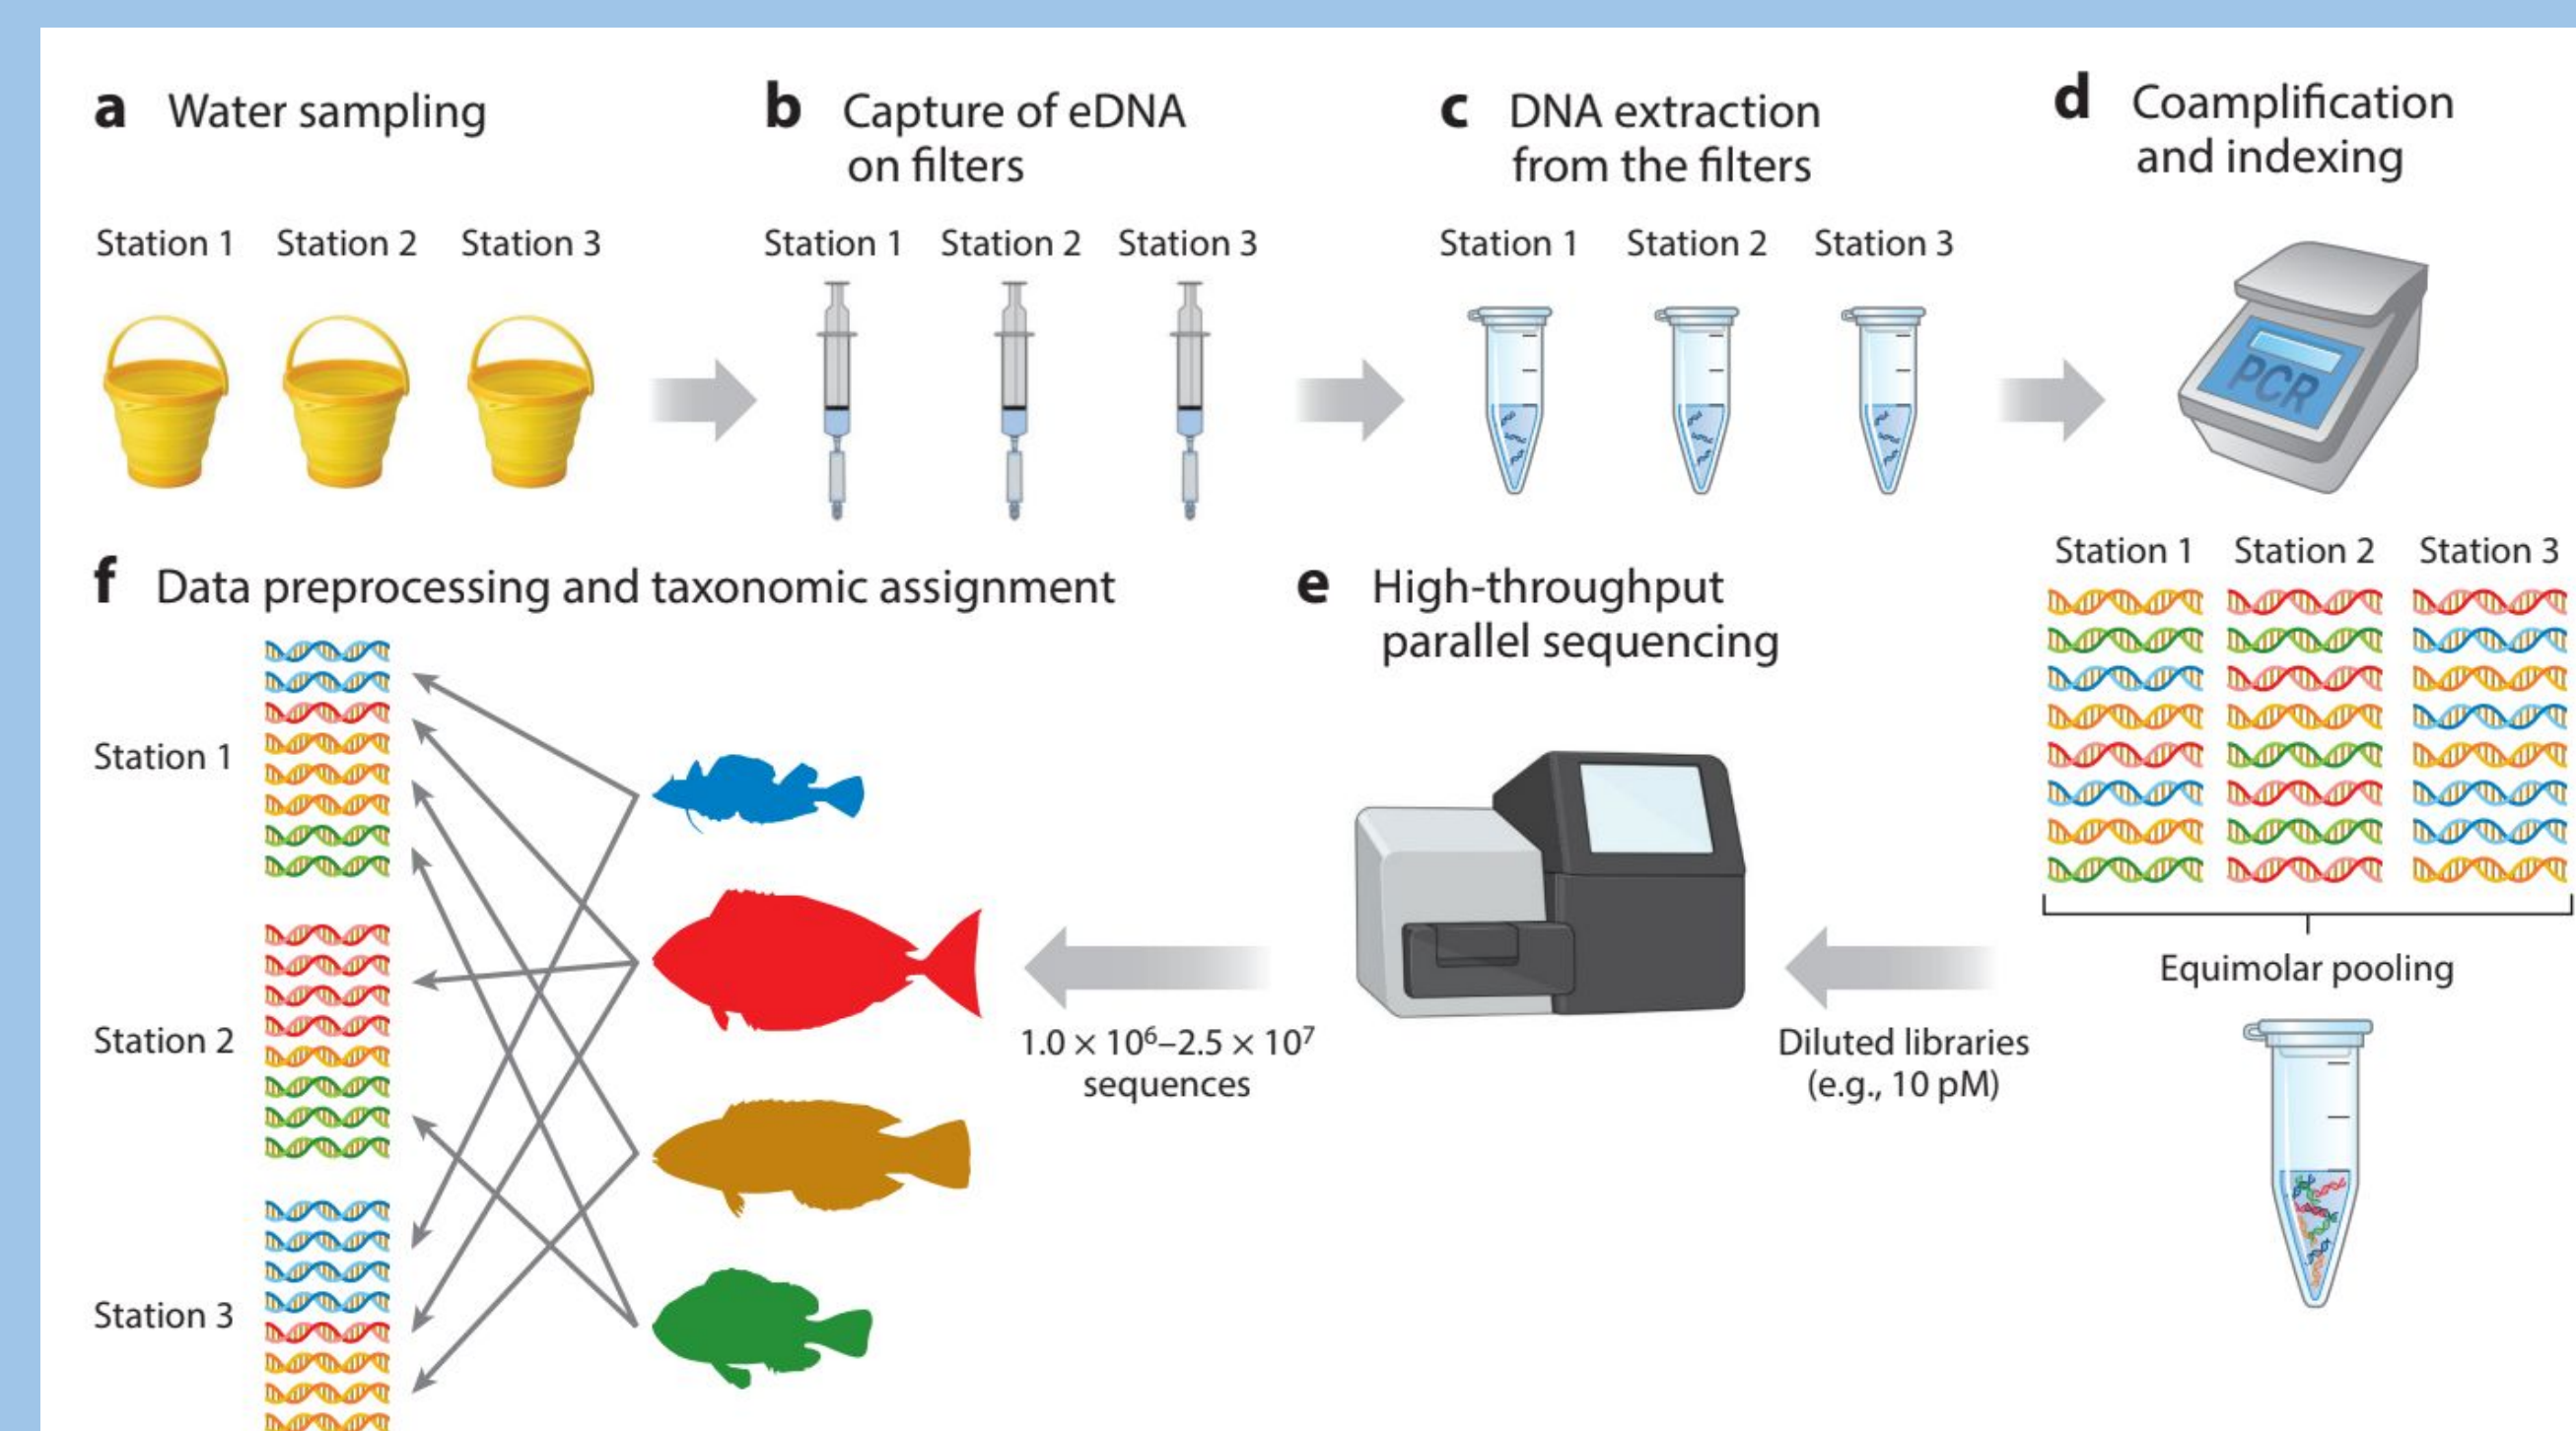 a Water sampling
Station 1 Station 2 Station 3
b Capture of eDNA
on filters
Station 1 Station 2 Station 3
c DNA extraction
from the filters
Station 1 Station 2 Station 3
d Coamplification
and indexing
PCR
Station 1 Station 2 Station 3
Equimolar pooling
Diluted libraries
(e.g., 10 pM)
e High-throughput
parallel sequencing
1.0 × 10⁶–2.5 × 10⁷
sequences
f Data preprocessing and taxonomic assignment
Station 1
Station 2
Station 3